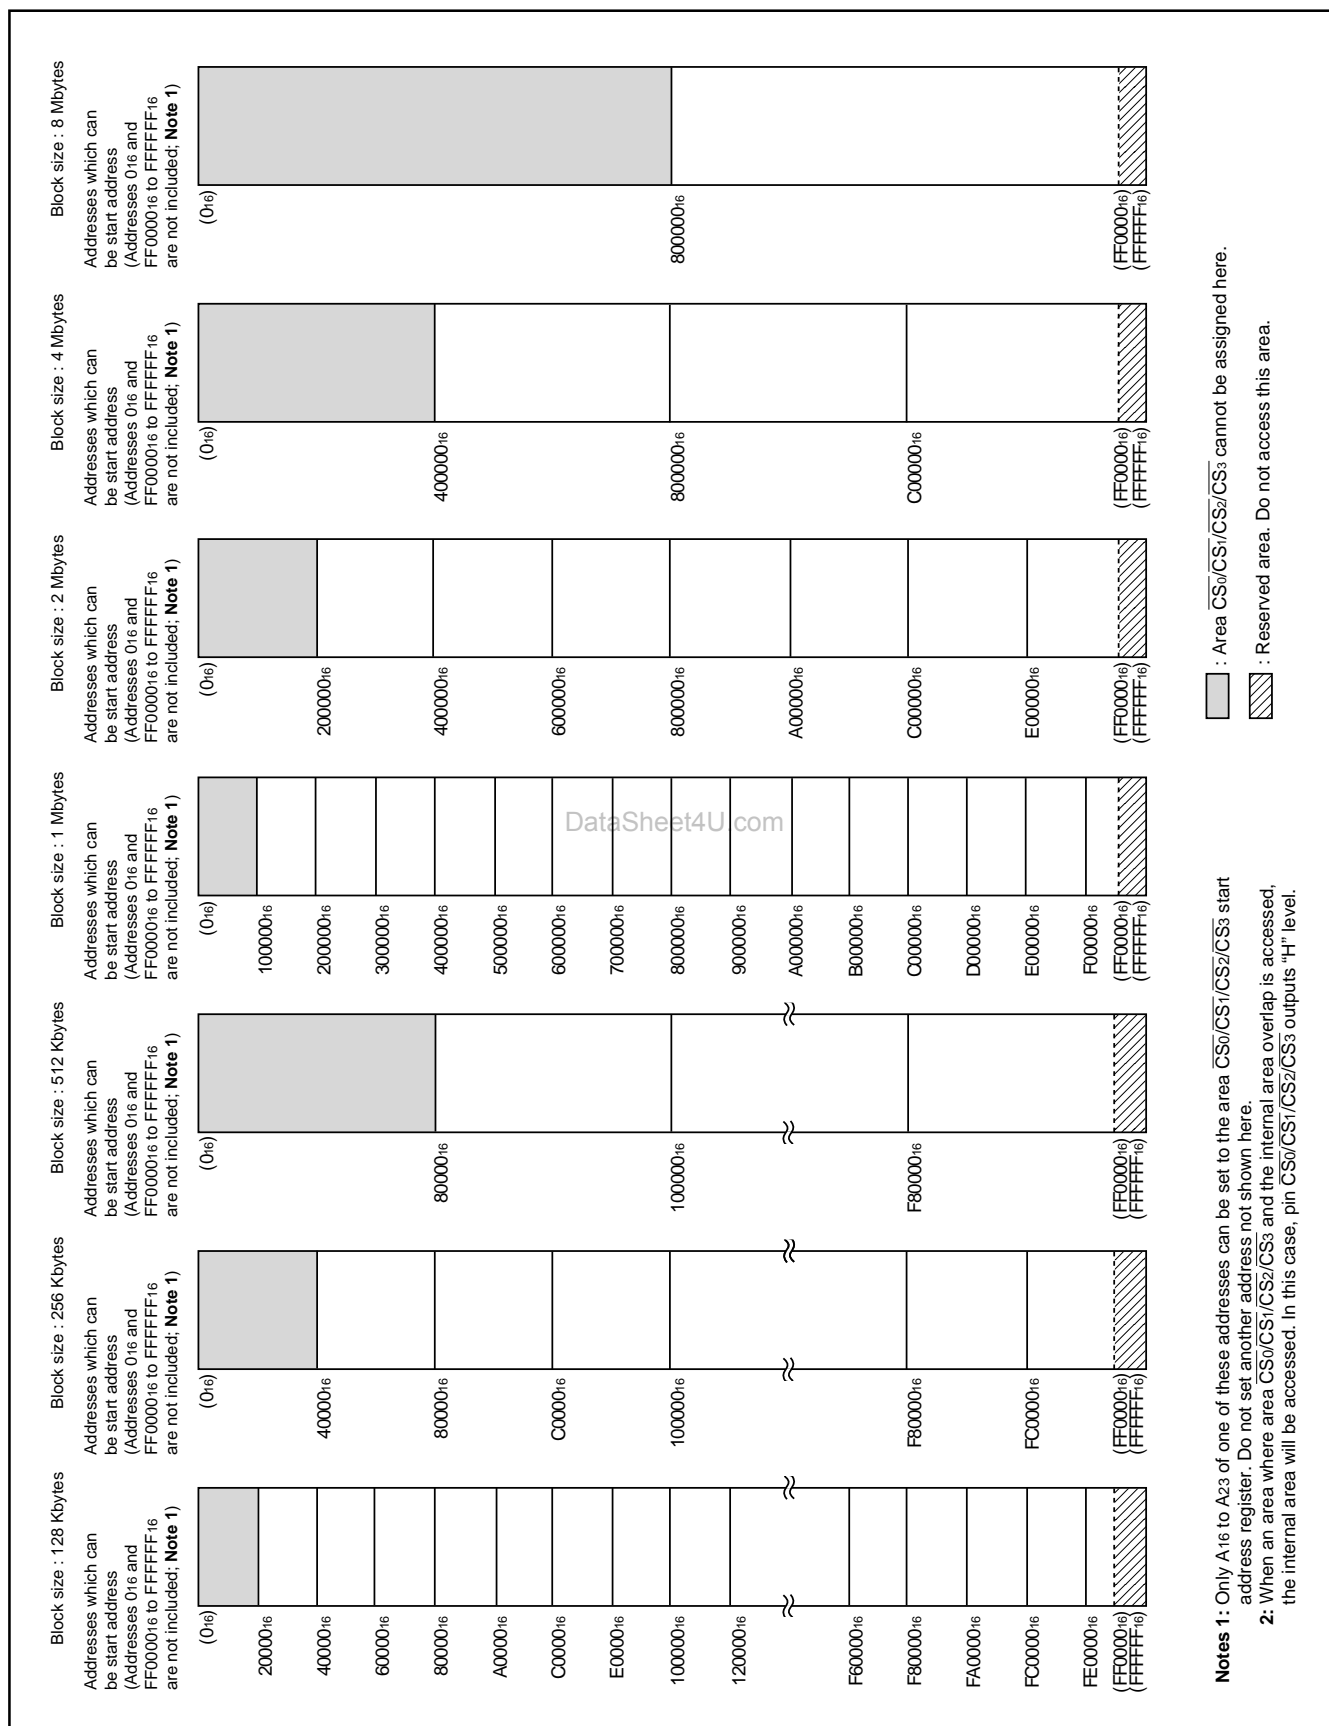 Block size : 128 Kbytes
Addresses which can
be start address
(Addresses 016 and
FF000016 to FFFFFF16
are not included; Note 1)
(016)
2000016
4000016
6000016
8000016
A000016
C000016
E000016
10000016
12000016
F6000016
F8000016
FA000016
FC000016
FE000016
(FF000016)
(FFFFFF16)
Block size : 256 Kbytes
Addresses which can
be start address
(Addresses 016 and
FF000016 to FFFFFF16
are not included; Note 1)
(016)
4000016
8000016
C000016
10000016
F8000016
FC000016
(FF000016)
(FFFFFF16)
Block size : 512 Kbytes
Addresses which can
be start address
(Addresses 016 and
FF000016 to FFFFFF16
are not included; Note 1)
(016)
8000016
10000016
F8000016
(FF000016)
(FFFFFF16)
Block size : 1 Mbytes
Addresses which can
be start address
(Addresses 016 and
FF000016 to FFFFFF16
are not included; Note 1)
(016)
10000016
20000016
30000016
40000016
50000016
60000016
70000016
80000016
90000016
A0000016
B0000016
C0000016
D0000016
E0000016
F0000016
(FF000016)
(FFFFFF16)
Block size : 2 Mbytes
Addresses which can
be start address
(Addresses 016 and
FF000016 to FFFFFF16
are not included; Note 1)
(016)
20000016
40000016
60000016
80000016
A0000016
C0000016
E0000016
(FF000016)
(FFFFFF16)
Block size : 4 Mbytes
Addresses which can
be start address
(Addresses 016 and
FF000016 to FFFFFF16
are not included; Note 1)
(016)
40000016
80000016
C0000016
(FF000016)
(FFFFFF16)
Block size : 8 Mbytes
Addresses which can
be start address
(Addresses 016 and
FF000016 to FFFFFF16
are not included; Note 1)
(016)
80000016
(FF000016)
(FFFFFF16)
DataSheet4U.com
: Area CS0/CS1/CS2/CS3 cannot be assigned here.
: Reserved area. Do not access this area.
Notes 1: Only A16 to A23 of one of these addresses can be set to the area CS0/CS1/CS2/CS3 start
address register. Do not set another address not shown here.
2: When an area where area CS0/CS1/CS2/CS3 and the internal area overlap is accessed,
the internal area will be accessed. In this case, pin CS0/CS1/CS2/CS3 outputs “H” level.